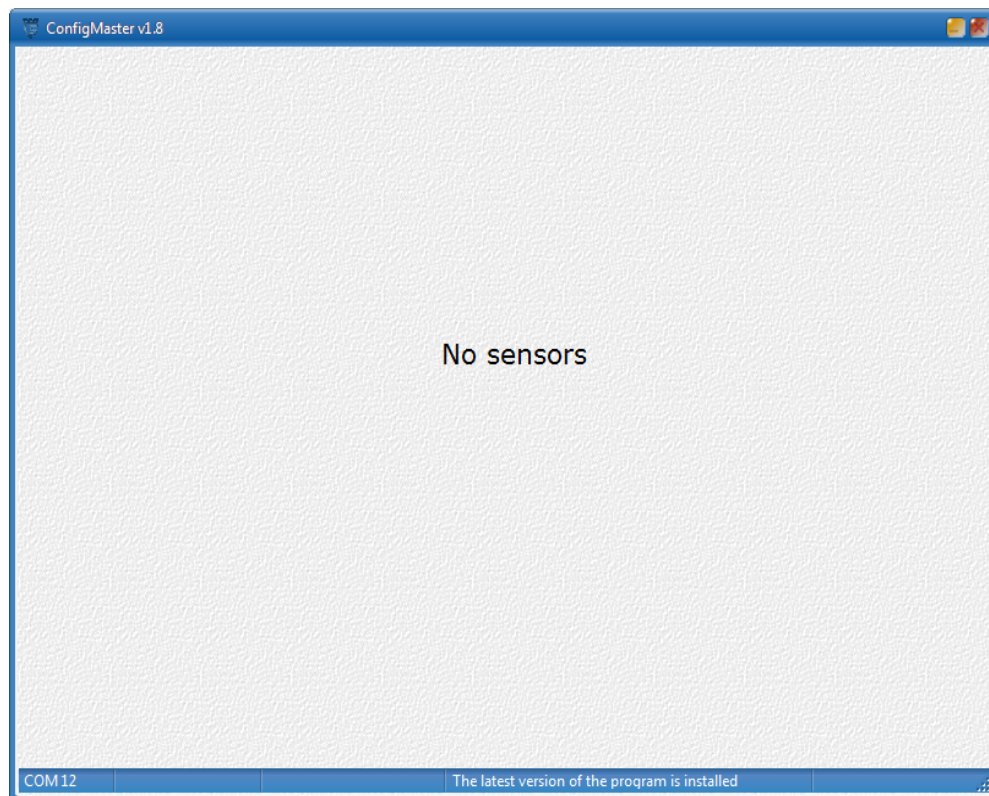 ConfigMaster v1.8
No sensors
COM 12
The latest version of the program is installed